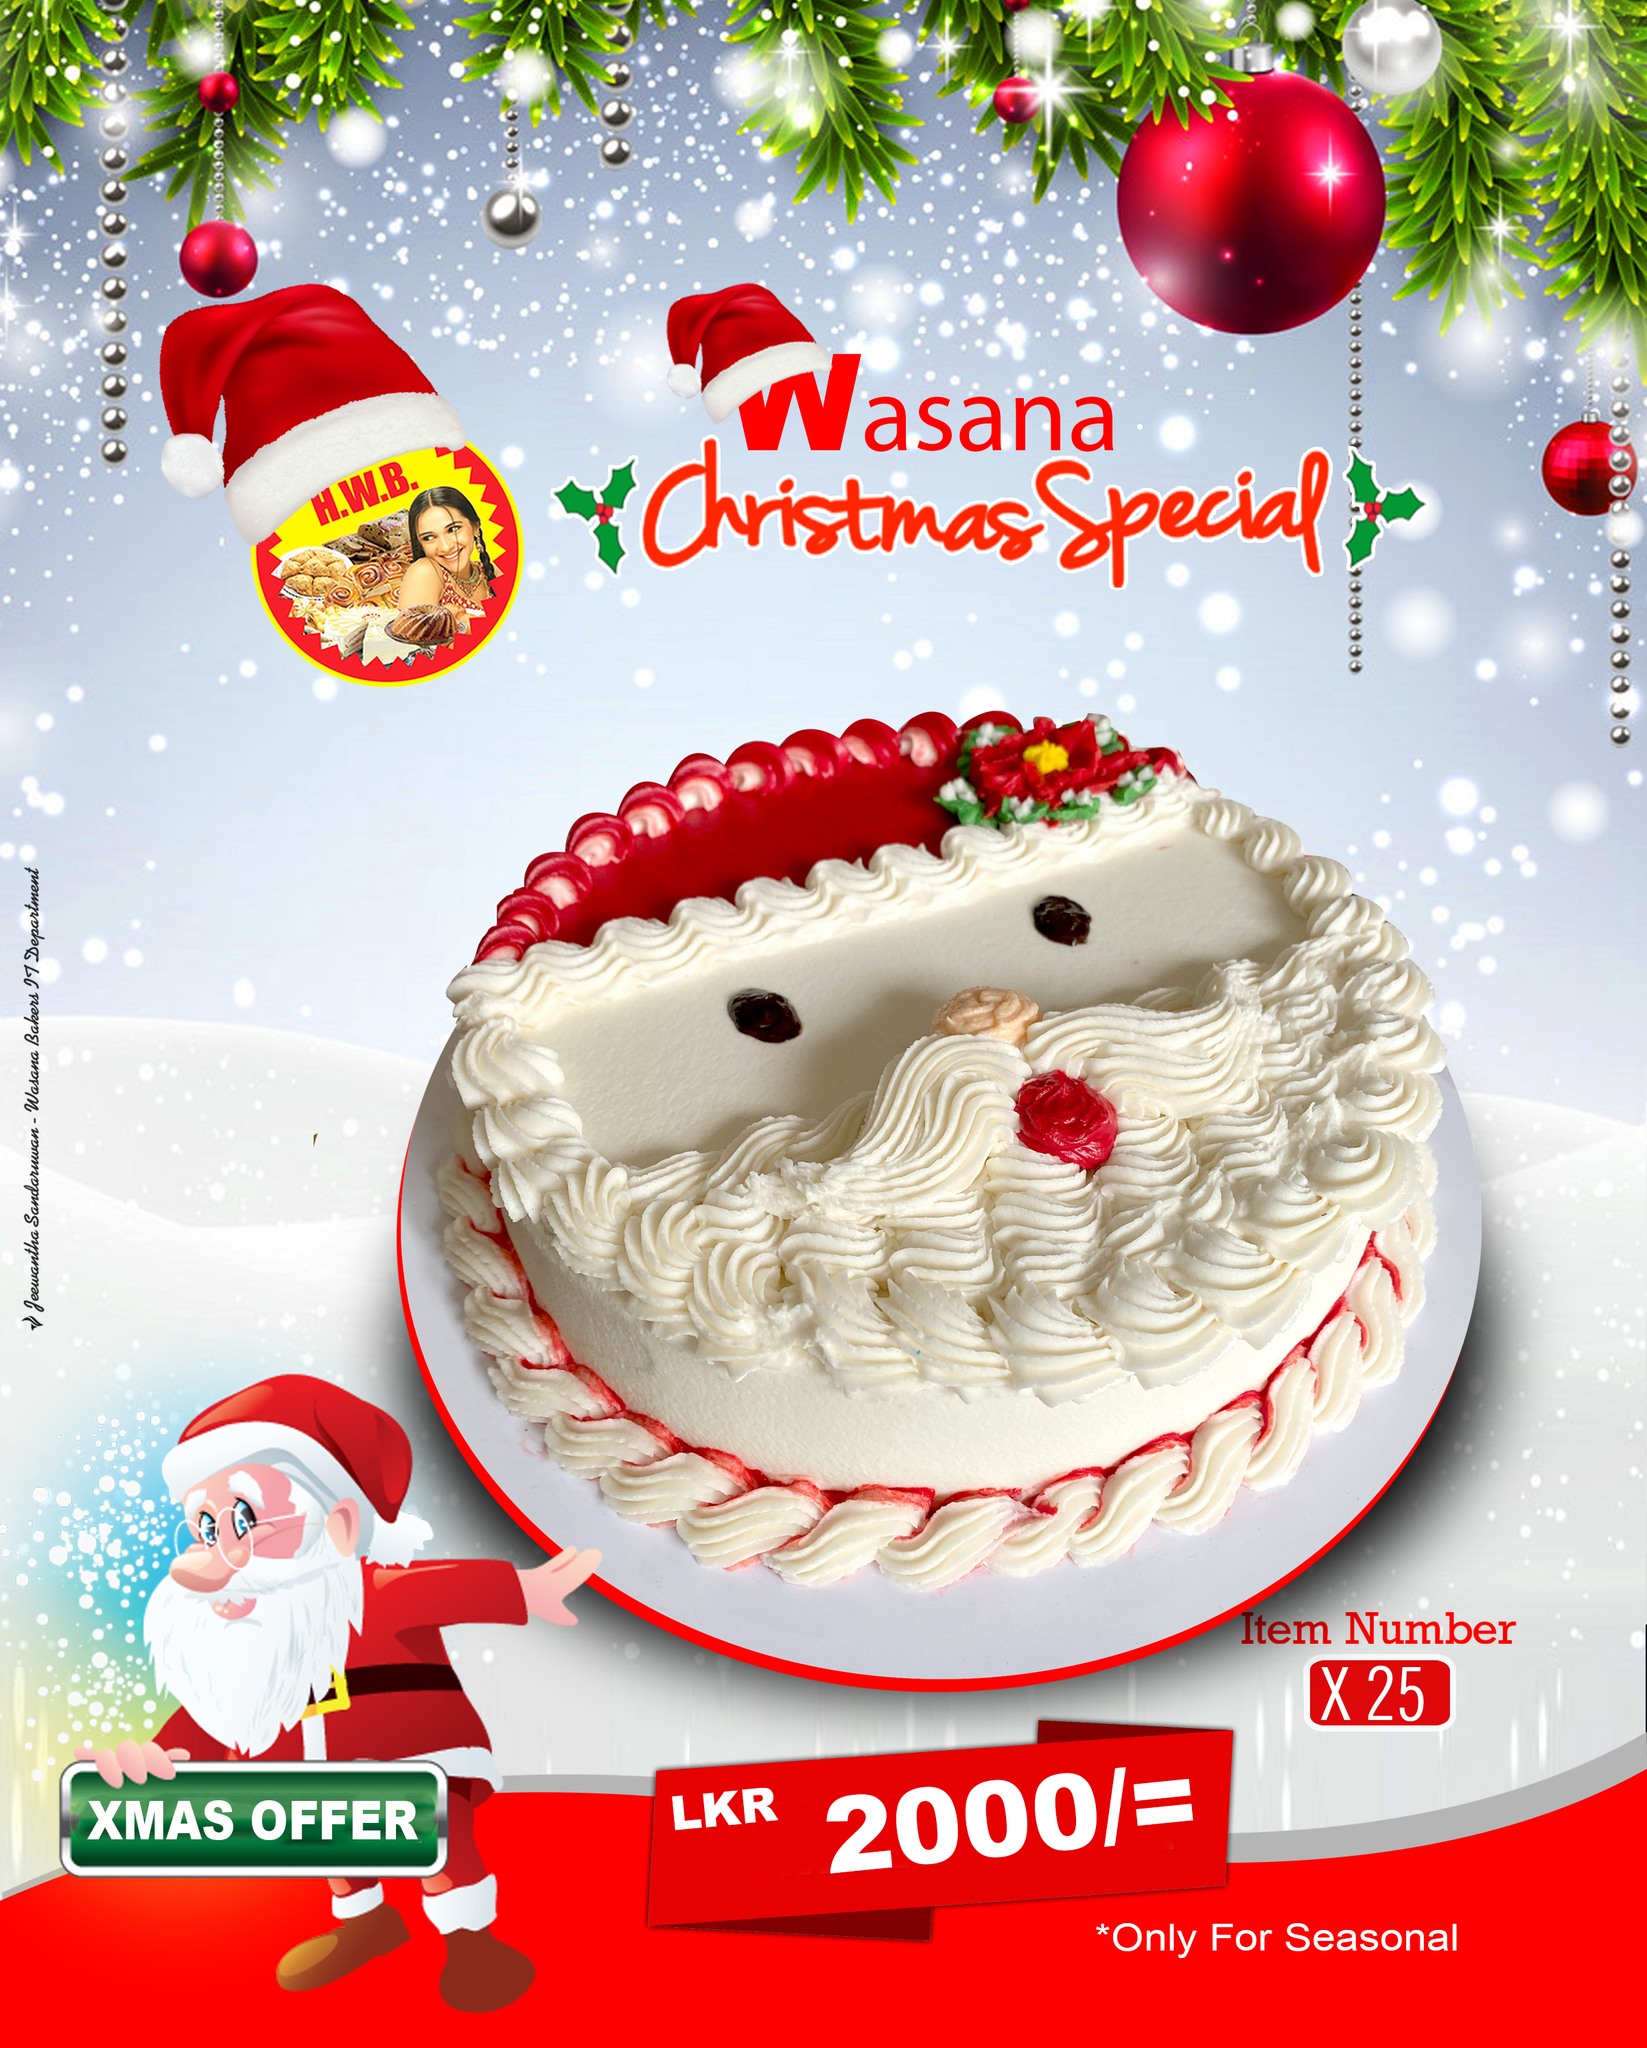 H.W.B.
Wasana
Christmas Special
Jeewantha Sandaruwan - Wasana Bakers IT Department
Item Number
X 25
XMAS OFFER
LKR 2000/=
*Only For Seasonal